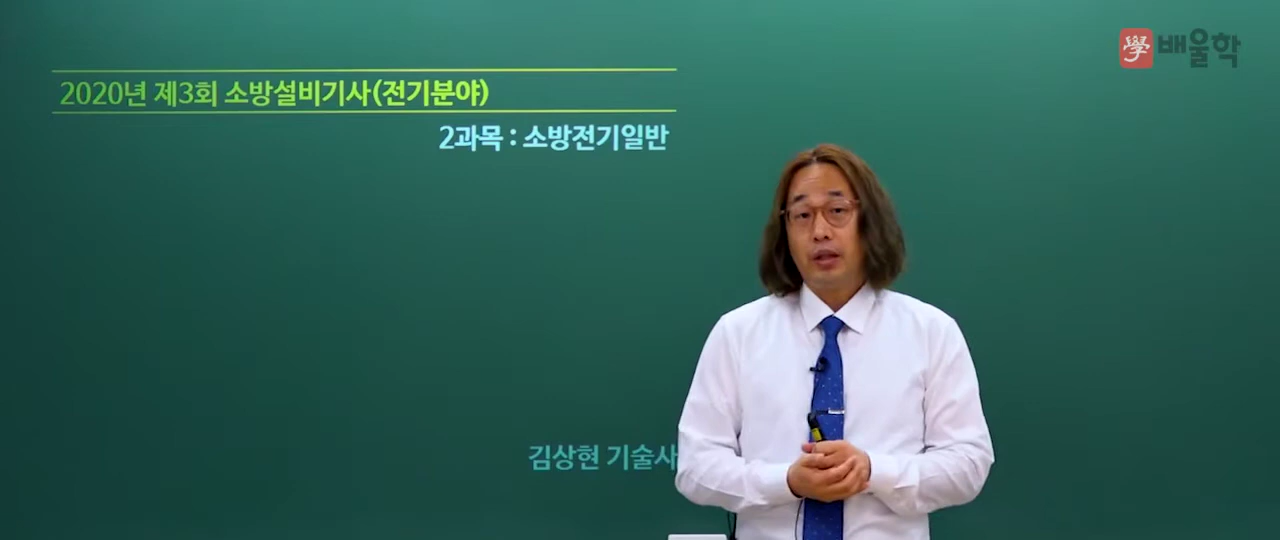 學배울학
2020년 제3회 소방설비기사(전기분야)
2과목 : 소방전기일반
김상현 기술사